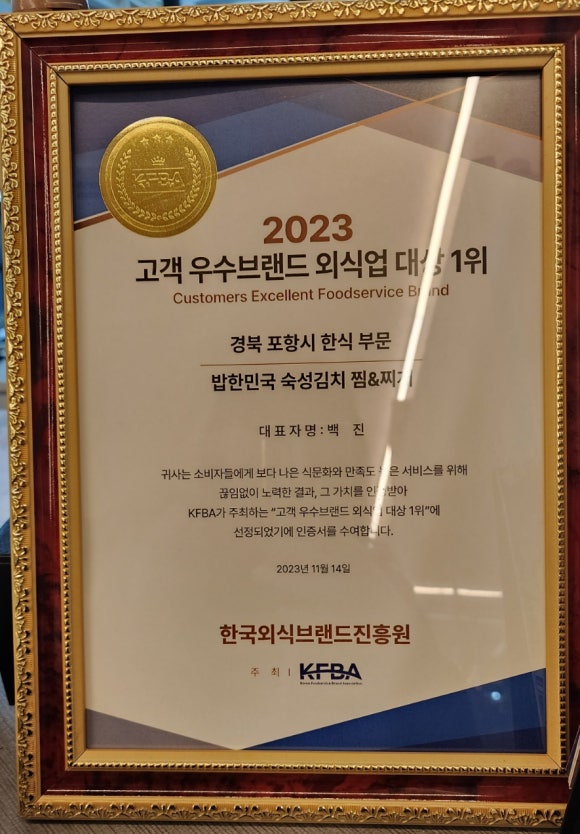 KFBA
2023
고객 우수브랜드 외식업 대상 1위
Customers Excellent Foodservice Brand
경북 포항시 한식 부문
밥한민국 숙성김치 찜&찌개
대표자명:백 진
귀사는 소비자들에게 보다 나은 식문화와 만족도 높은 서비스를 위해
끊임없이 노력한 결과, 그 가치를 인정받아
KFBA가 주최하는 "고객 우수브랜드 외식업 대상 1위"에
선정되었기에 인증서를 수여합니다.
2023년 11월 14일
한국외식브랜드진흥원
주 최 | KFBA
Korea Foodservice Brand Association